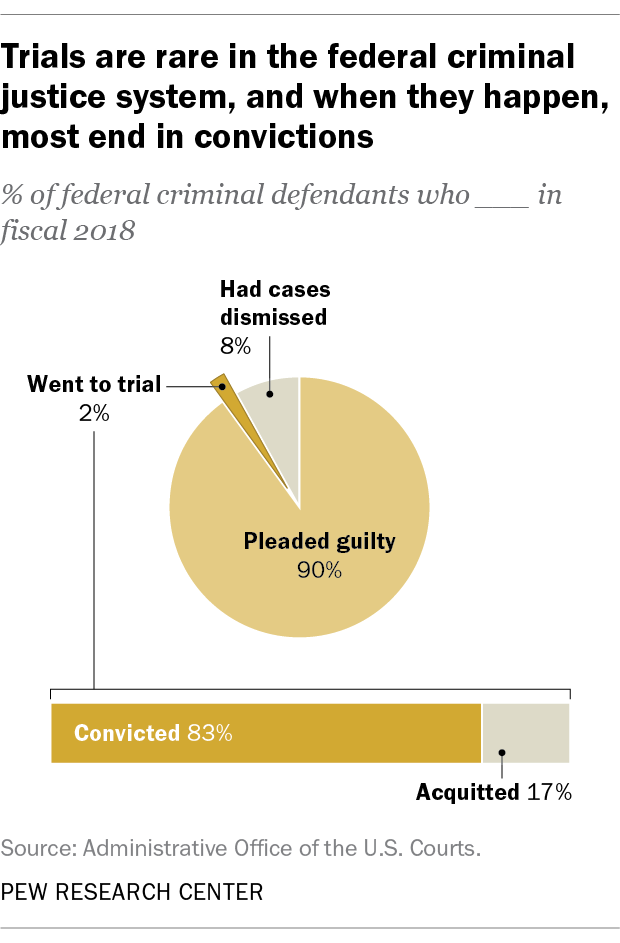 Trials are rare in the federal criminal
justice system, and when they happen,
most end in convictions
% of federal criminal defendants who ___ in
fiscal 2018
Had cases
dismissed
8%
Went to trial
2%
Pleaded guilty
90%
Convicted 83%
Acquitted 17%
Source: Administrative Office of the U.S. Courts.
PEW RESEARCH CENTER